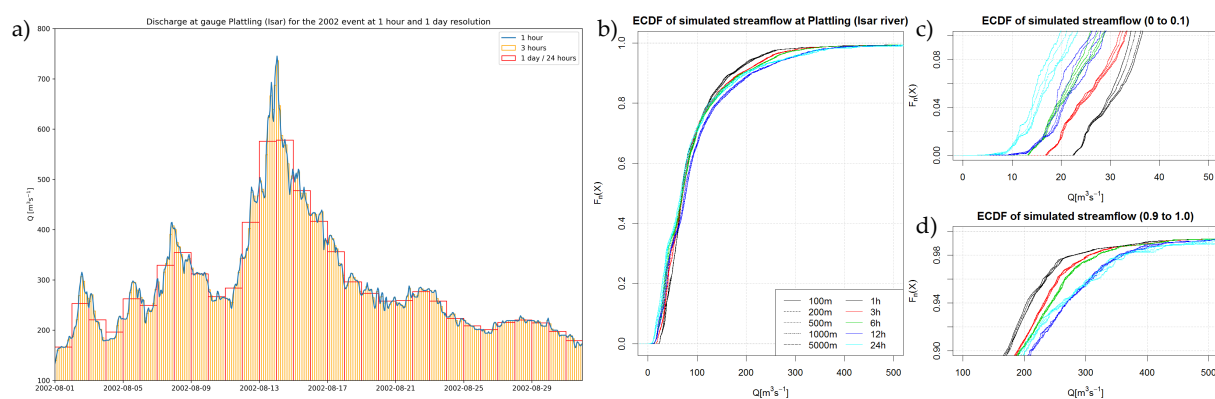 a)
Discharge at gauge Plattling (Isar) for the 2002 event at 1 hour and 1 day resolution
800
700
600
500
400
300
200
100
Q [m³s⁻¹]
1 hour
3 hours
1 day / 24 hours
2002-08-01
2002-08-05
2002-08-09
2002-08-13
2002-08-17
2002-08-21
2002-08-25
2002-08-29
b)
ECDF of simulated streamflow at Plattling (Isar river)
1.0
0.8
0.6
0.4
0.2
0.0
Fn(X)
100m
200m
500m
1000m
5000m
1h
3h
6h
12h
24h
0
100
200
300
400
500
Q[m³s⁻¹]
c)
ECDF of simulated streamflow (0 to 0.1)
0.08
0.04
0.00
Fn(X)
0
10
20
30
40
50
Q[m³s⁻¹]
d)
ECDF of simulated streamflow (0.9 to 1.0)
0.98
0.94
0.90
Fn(X)
100
200
300
400
500
Q[m³s⁻¹]